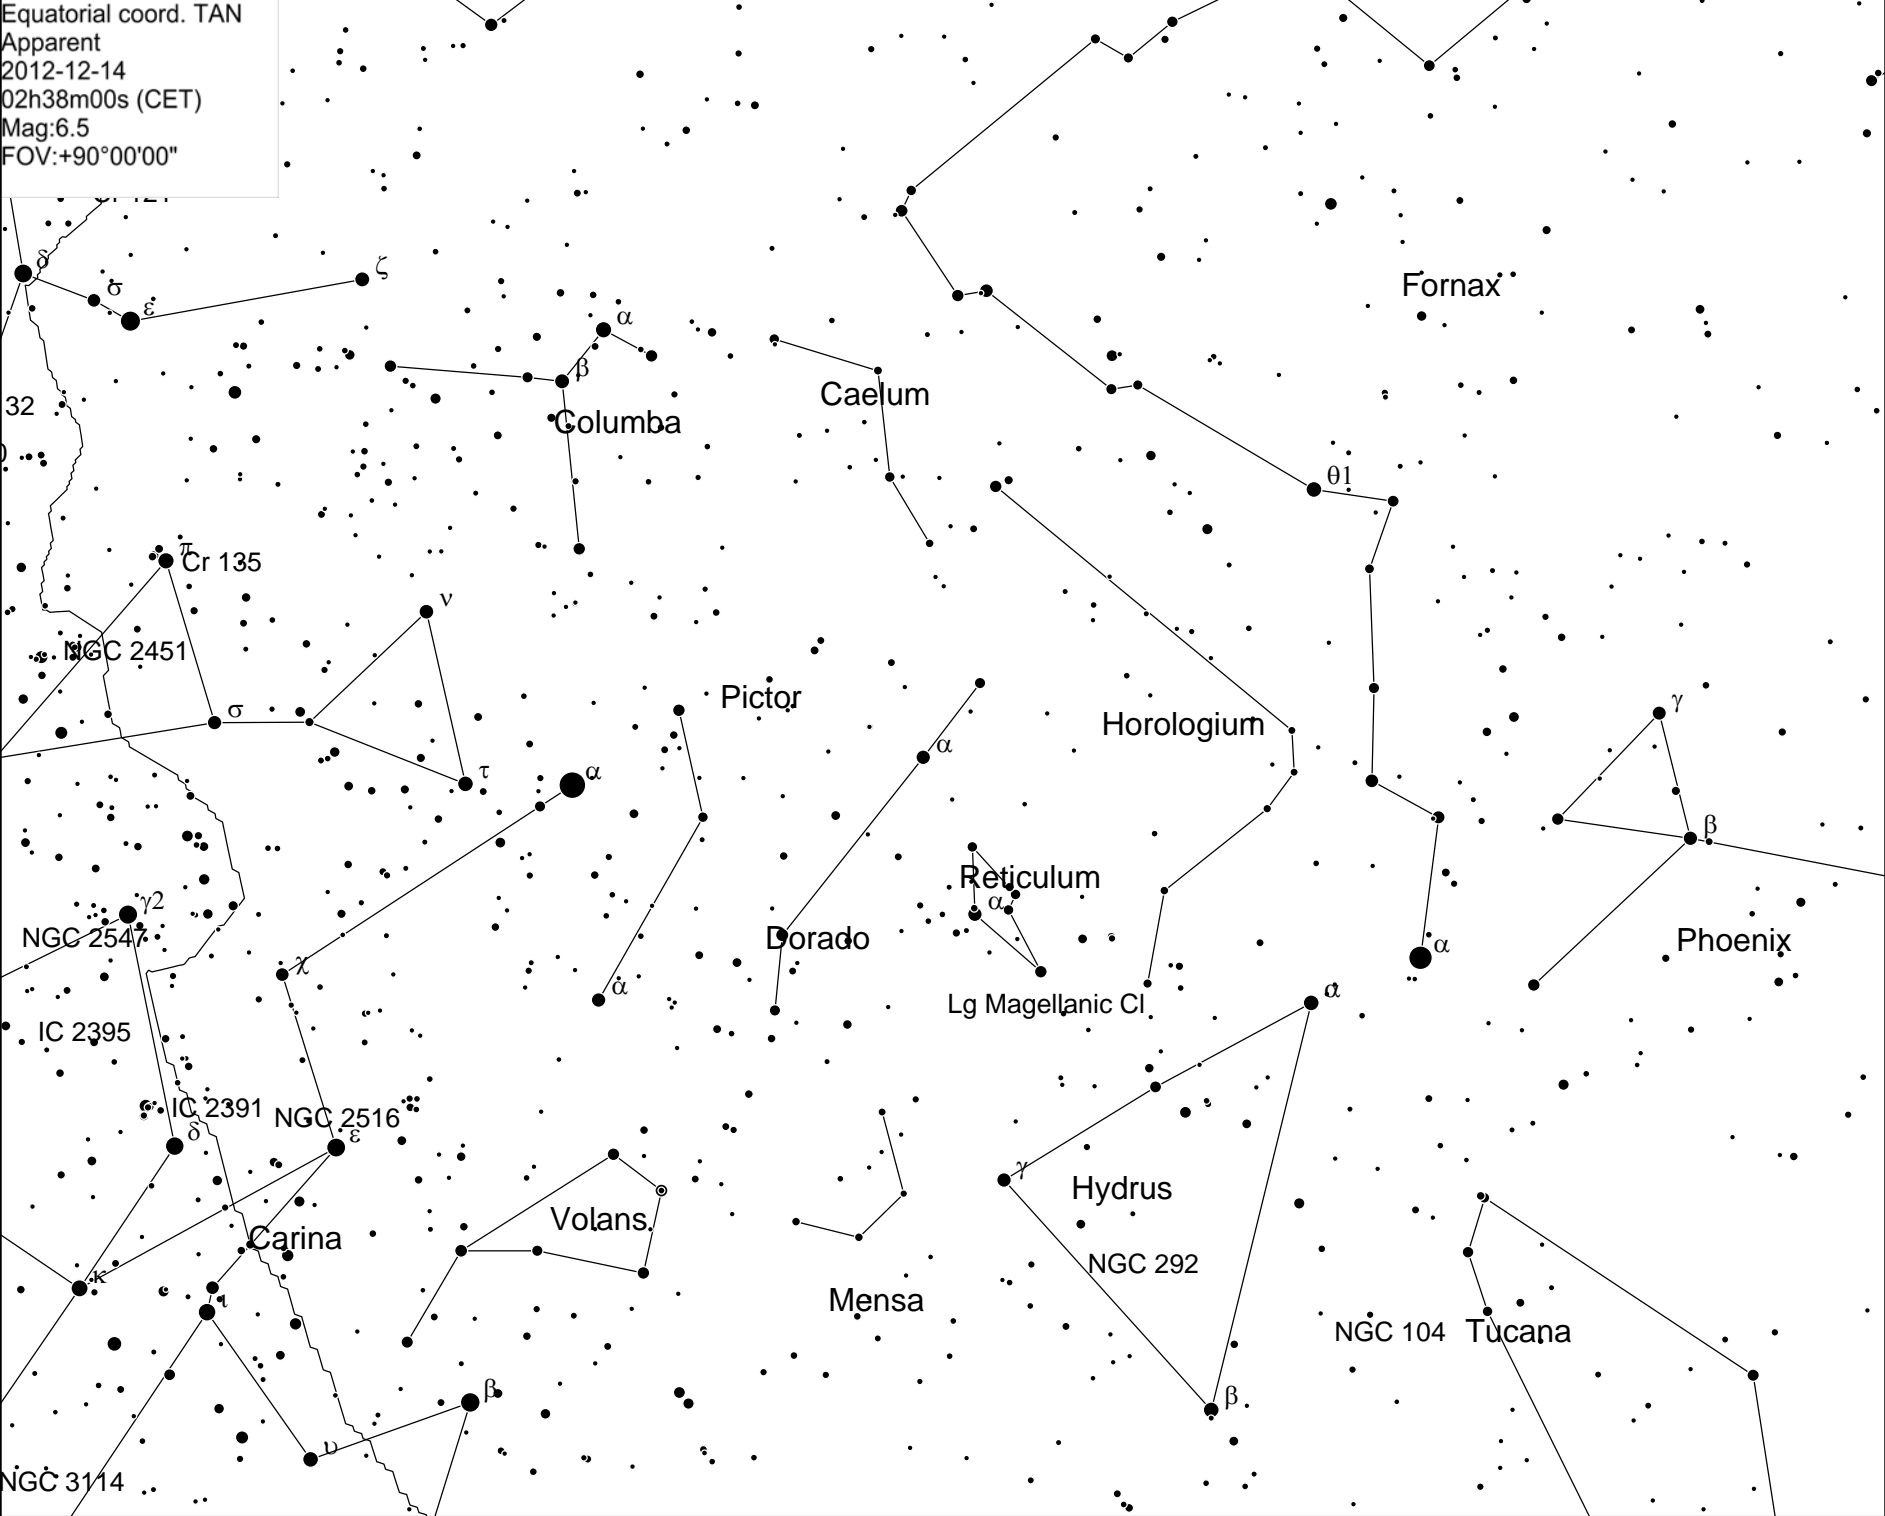 Equatorial coord. TAN
Apparent
2012-12-14
02h38m00s (CET)
Mag:6.5
FOV:+90°00'00"
δ
σ
ε
ζ
α
β
Fornax
Caelum
32
Columba
θ1
π
Cr 135
ν
NGC 2451
σ
Pictor
Horologium
γ
α
τ
α
β
Reticulum
α
γ2
NGC 2547
Dorado
α
Phoenix
χ
α
α
Lg Magellanic Cl
IC 2395
IC 2391
NGC 2516
δ
ε
γ
Hydrus
Volans
Carina
NGC 292
κ
ι
Mensa
NGC 104
Tucana
β
β
υ
NGC 3114